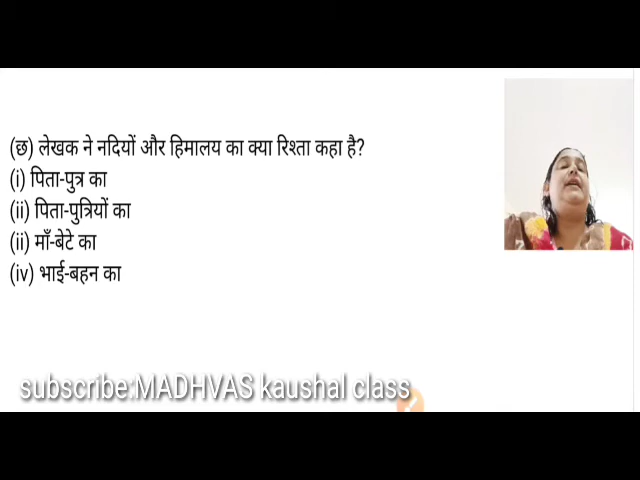 (छ) लेखक ने नदियों और हिमालय का क्या रिश्ता कहा है?
(i) पिता-पुत्र का
(ii) पिता-पुत्रियों का
(ii) माँ-बेटे का
(iv) भाई-बहन का
subscribe:MADHVAS kaushal class